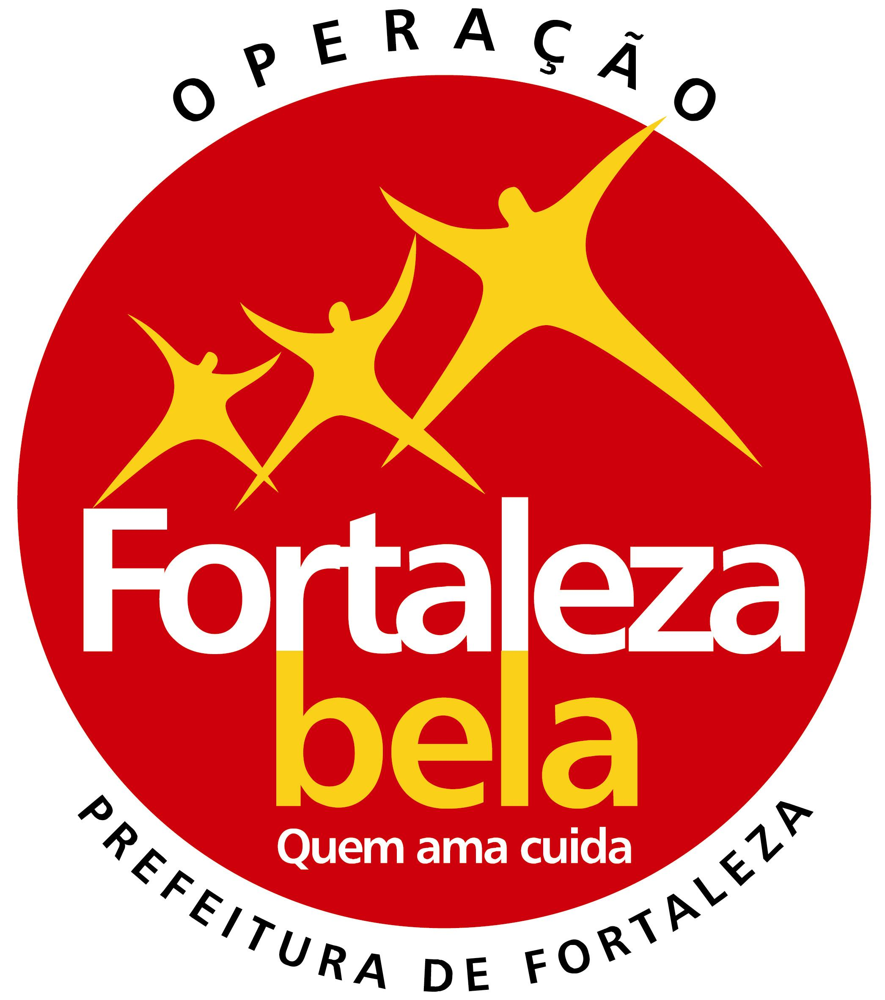 OPERAÇÃO
Fortaleza
bela
Quem ama cuida
PREFEITURA DE FORTALEZA